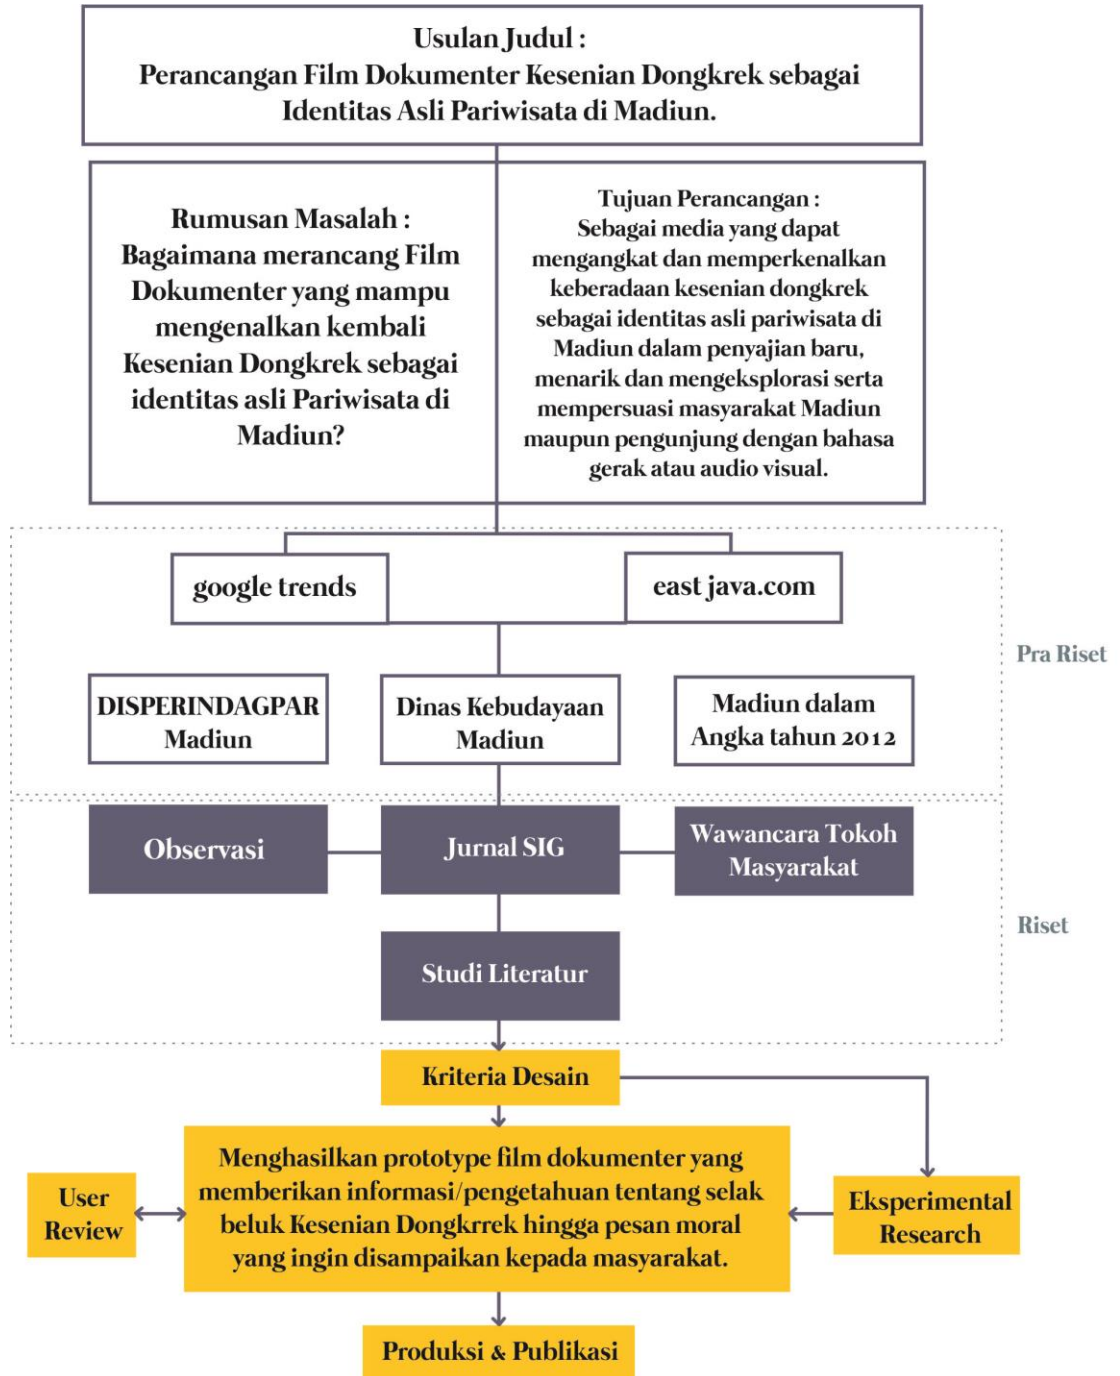 Usulan Judul :
Perancangan Film Dokumenter Kesenian Dongkrek sebagai
Identitas Asli Pariwisata di Madiun.
Rumusan Masalah :
Bagaimana merancang Film
Dokumenter yang mampu
mengenalkan kembali
Kesenian Dongkrek sebagai
identitas asli Pariwisata di
Madiun?
Tujuan Perancangan :
Sebagai media yang dapat
mengangkat dan memperkenalkan
keberadaan kesenian dongkrek
sebagai identitas asli pariwisata di
Madiun dalam penyajian baru,
menarik dan mengeksplorasi serta
mempersuasi masyarakat Madiun
maupun pengunjung dengan bahasa
gerak atau audio visual.
google trends
east java.com
Pra Riset
DISPERINDAGPAR
Madiun
Dinas Kebudayaan
Madiun
Madiun dalam
Angka tahun 2012
Observasi
Jurnal SIG
Wawancara Tokoh
Masyarakat
Riset
Studi Literatur
Kriteria Desain
User
Review
Menghasilkan prototype film dokumenter yang
memberikan informasi/pengetahuan tentang selak
beluk Kesenian Dongkrrek hingga pesan moral
yang ingin disampaikan kepada masyarakat.
Eksperimental
Research
Produksi & Publikasi